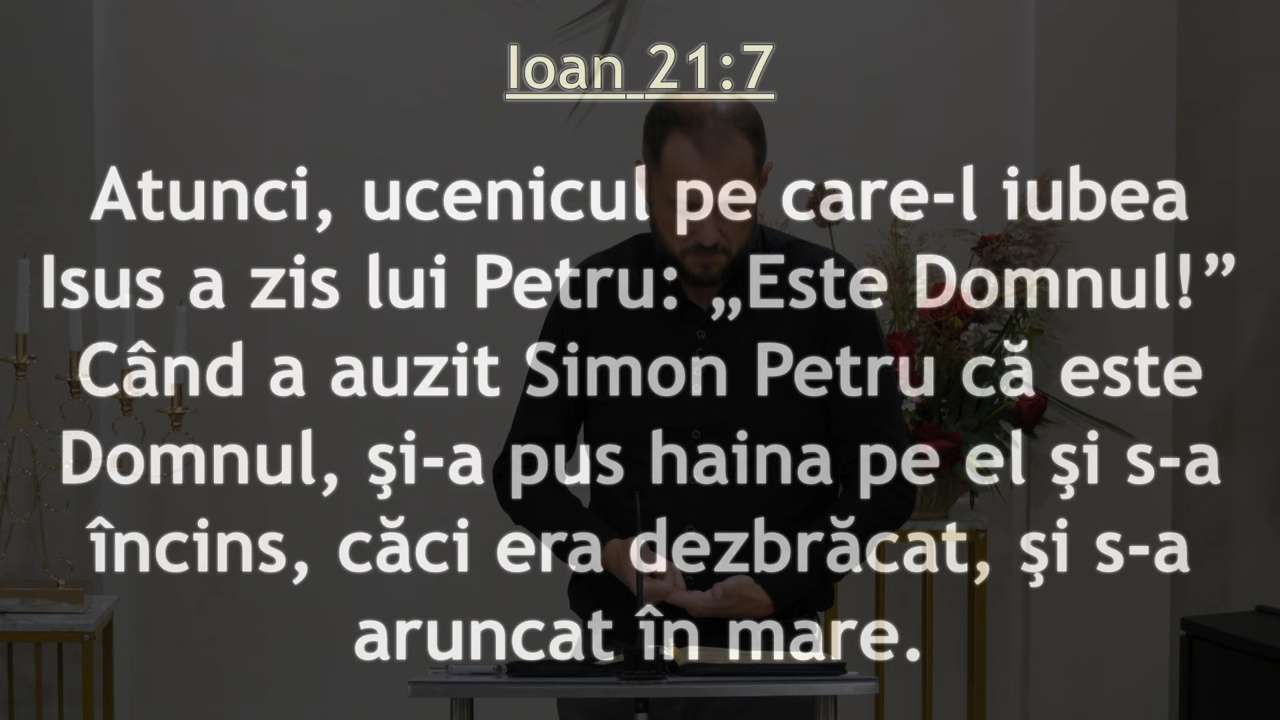 Ioan 21:7
Atunci, ucenicul pe care-l iubea
Isus a zis lui Petru: „Este Domnul!”
Când a auzit Simon Petru că este
Domnul, şi-a pus haina pe el şi s-a
încins, căci era dezbrăcat, şi s-a
aruncat în mare.